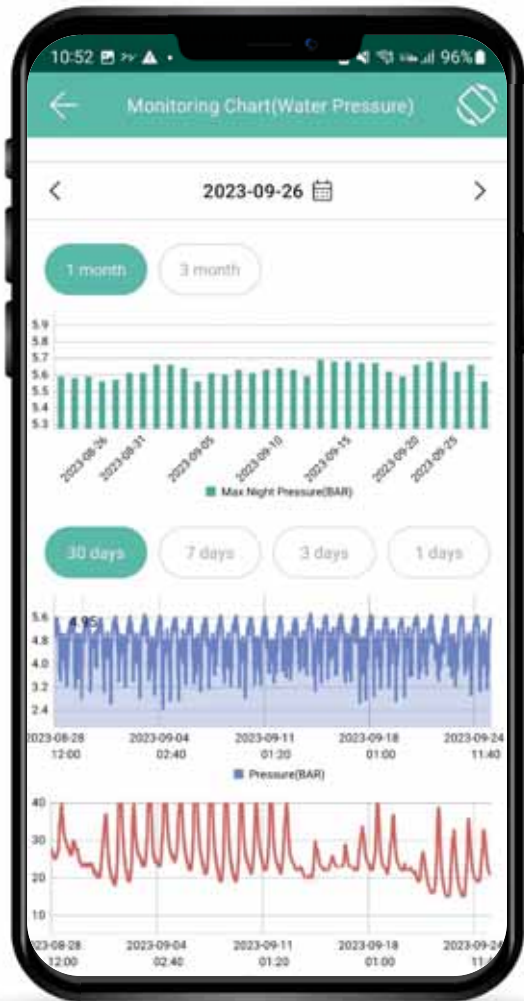 10:52 96%
Monitoring Chart(Water Pressure)
2023-09-26
1 month 3 month
5.9
5.8
5.7
5.6
5.5
5.4
5.3
2023-08-26 2023-08-31 2023-09-05 2023-09-10 2023-09-15 2023-09-20 2023-09-25
Max Night Pressure(BAR)
30 days 7 days 3 days 1 days
5.6
4.95
4.8
4.0
3.2
2.4
2023-08-28 2023-09-04 2023-09-11 2023-09-18 2023-09-24
12:00 02:40 01:20 01:00 11:40
Pressure(BAR)
40
30
20
10
23-08-28 2023-09-04 2023-09-11 2023-09-18 2023-09-24
12:00 02:40 01:20 01:00 11:4